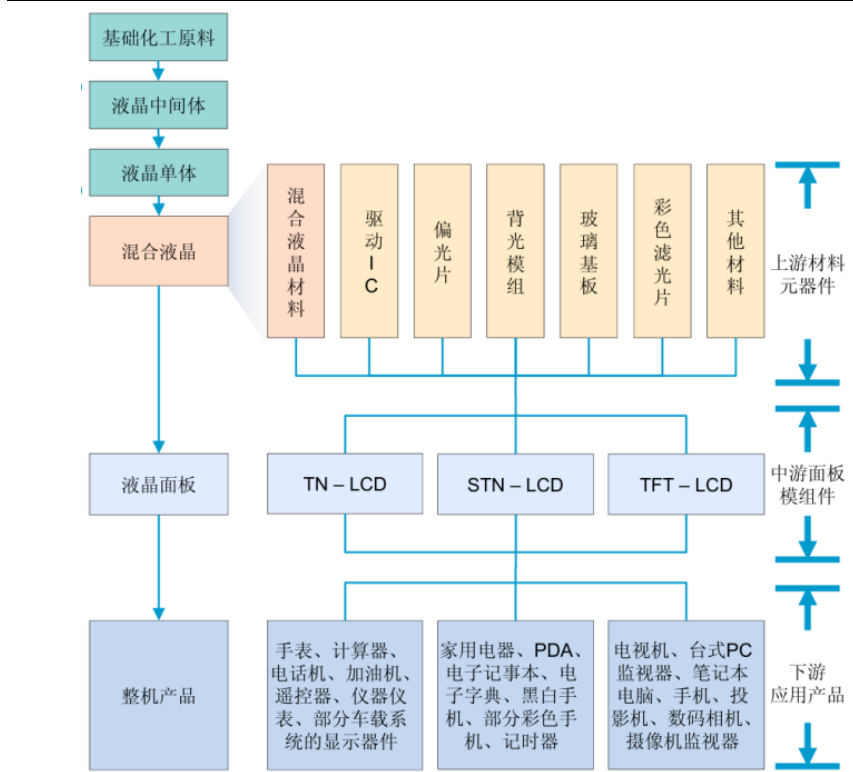 基础化工原料
液晶中间体
液晶单体
混合液晶
混合液晶材料
驱动IC
偏光片
背光模组
玻璃基板
彩色滤光片
其他材料
上游材料
元器件
液晶面板
TN – LCD
STN – LCD
TFT – LCD
中游面板
模组件
整机产品
手表、计算器、
电话机、加油机、
遥控器、仪器仪
表、部分车载系
统的显示器件
家用电器、PDA、
电子记事本、电
子字典、黑白手
机、部分彩色手
机、记时器
电视机、台式PC
监视器、笔记本
电脑、手机、投
影机、数码相机、
摄像机监视器
下游
应用产品